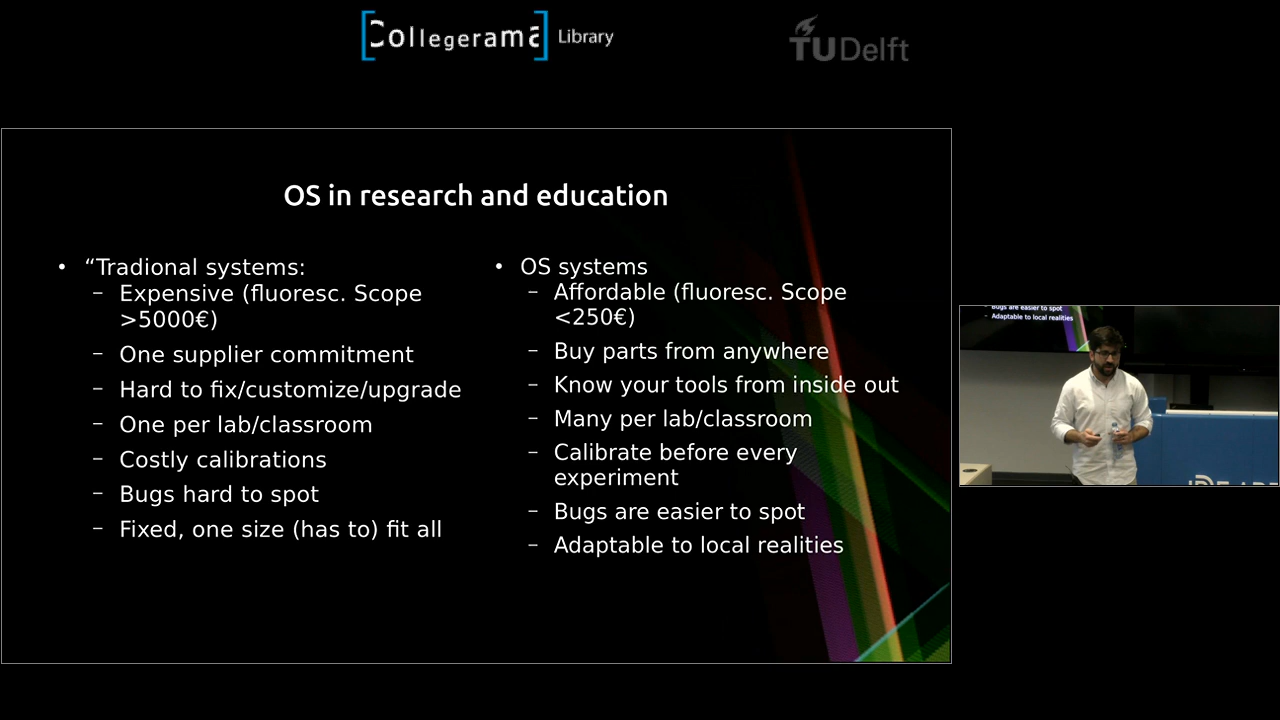 Collegerama Library
TUDelft
OS in research and education
• “Tradional systems:
– Expensive (fluoresc. Scope
>5000€)
– One supplier commitment
– Hard to fix/customize/upgrade
– One per lab/classroom
– Costly calibrations
– Bugs hard to spot
– Fixed, one size (has to) fit all
• OS systems
– Affordable (fluoresc. Scope
<250€)
– Buy parts from anywhere
– Know your tools from inside out
– Many per lab/classroom
– Calibrate before every
experiment
– Bugs are easier to spot
– Adaptable to local realities
Bugs are easier to spot
– Adaptable to local realities